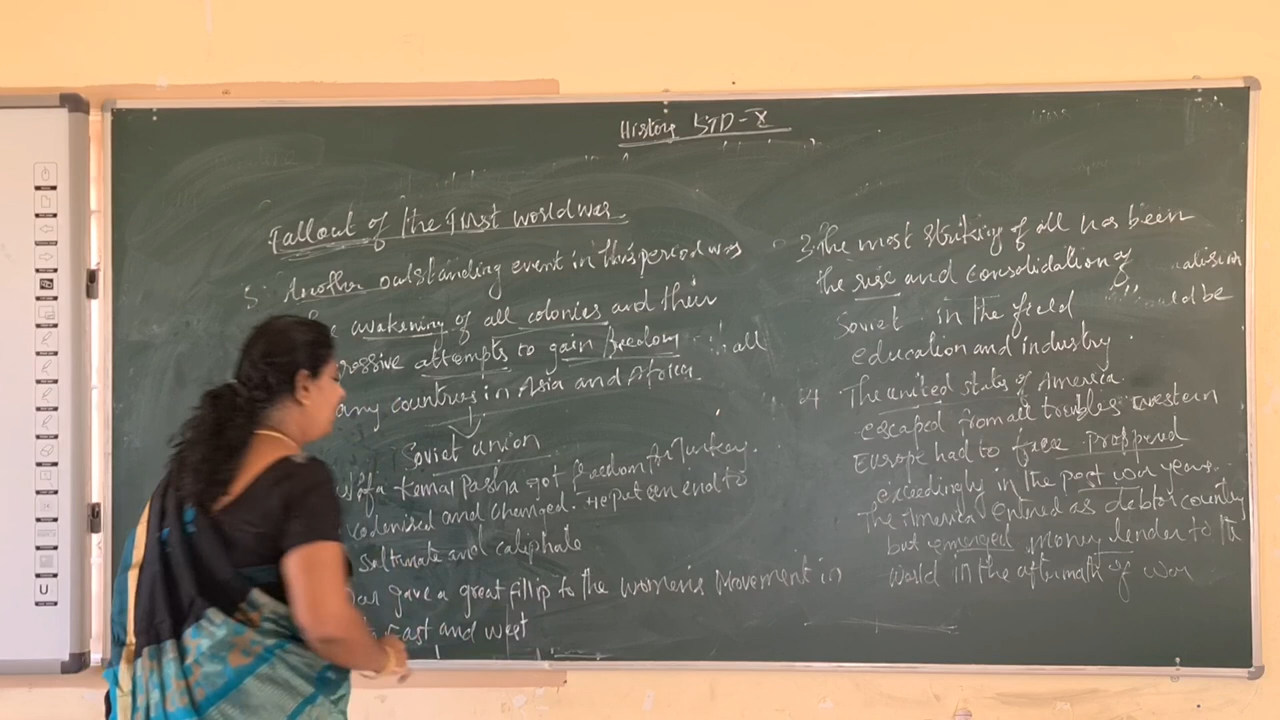 History STD-X
Fallout of the First world war
5. Another outstanding event in this period was
awakening of all colonies and their
attempts to gain freedom all
any countries in Asia and Africa
Soviet union
Kemal Pasha got freedom for Turkey.
and changed. He put an end to
Sultanate and caliphate
gave a great fillip to the women's Movement in
East and west
3. The most striking of all has been
the rise and consolidation of
Soviet in the field
education and industry.
4 The united states of America
escaped from all troubles western
Europe had to face Prospered
exceedingly in the post war years.
The America entered as debtor country
but emerged money lender to the
world in the aftermath of war